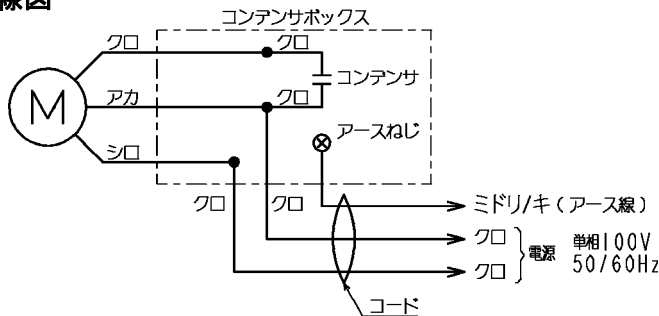 線図
コンデンサボックス
クロ
クロ
コンデンサ
M
アカ
クロ
アースねじ
シロ
クロ
クロ
ミドリ/キ(アース線)
クロ
クロ
電源
単相100V
50/60Hz
コード